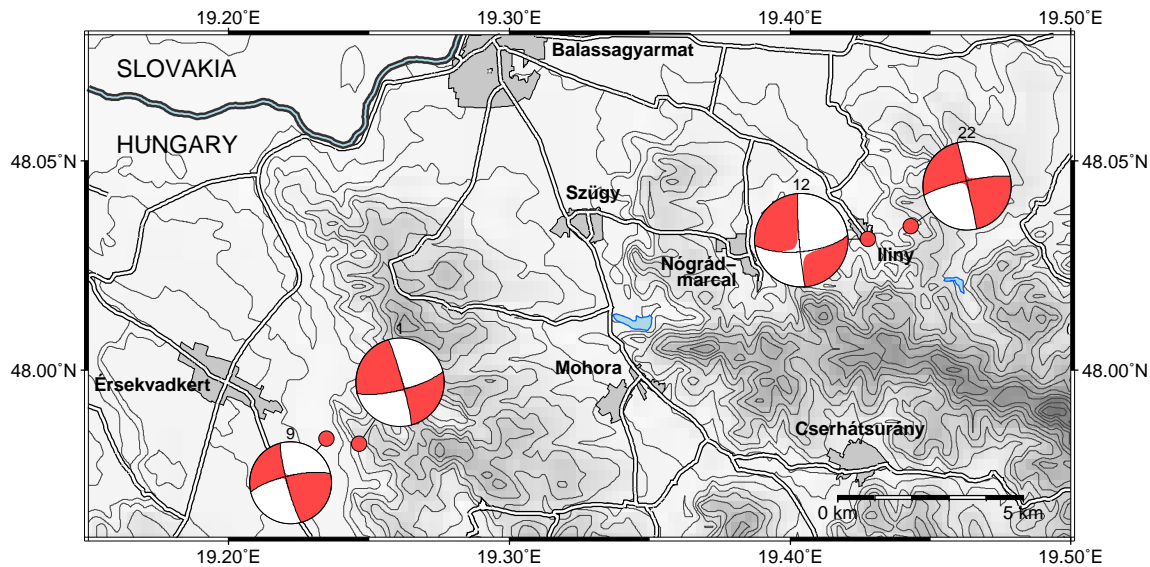 19.20°E 19.30°E 19.40°E 19.50°E
Balassagyarmat
SLOVAKIA
HUNGARY
22
48.05°N 48.05°N
12
Szügy
Iliny
Nógrád–
marcal
1
Mohora
48.00°N 48.00°N
Érsekvadkert
Cserhátsurány
9
0 km 5 km
19.20°E 19.30°E 19.40°E 19.50°E